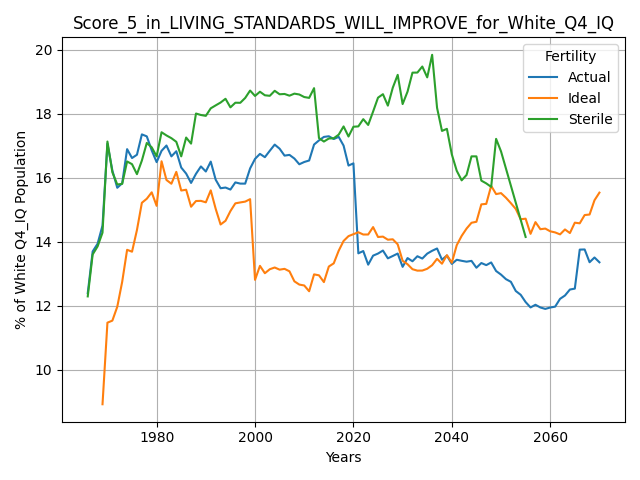 Score_5_in_LIVING_STANDARDS_WILL_IMPROVE_for_White_Q4_IQ
Fertility
Actual
Ideal
Sterile
% of White Q4_IQ Population
20
18
16
14
12
10
1980
2000
2020
2040
2060
Years